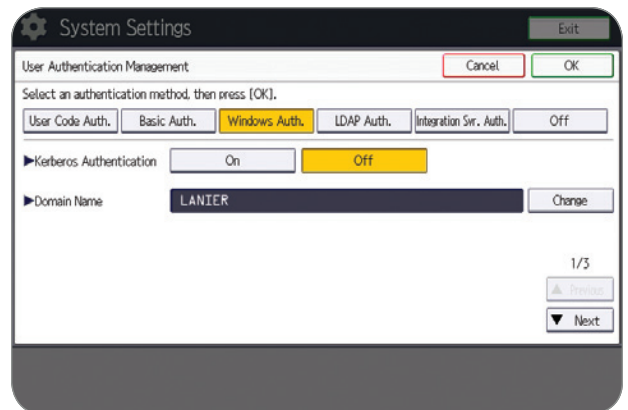 System Settings
Exit
User Authentication Management
Cancel
OK
Select an authentication method, then press [OK].
User Code Auth.
Basic Auth.
Windows Auth.
LDAP Auth.
Integration Svr. Auth.
Off
►Kerberos Authentication
On
Off
►Domain Name
LANIER
Change
1/3
▲ Previous
▼ Next